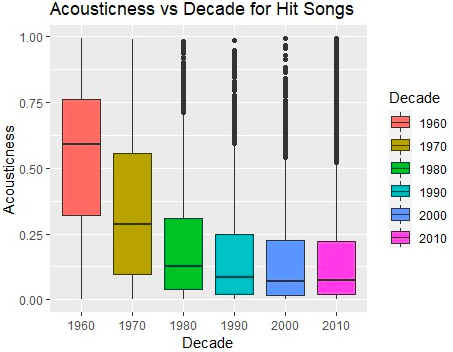 Acousticness vs Decade for Hit Songs
1.00
0.75
0.50
0.25
0.00
Acousticness
1960 1970 1980 1990 2000 2010
Decade
Decade
1960
1970
1980
1990
2000
2010